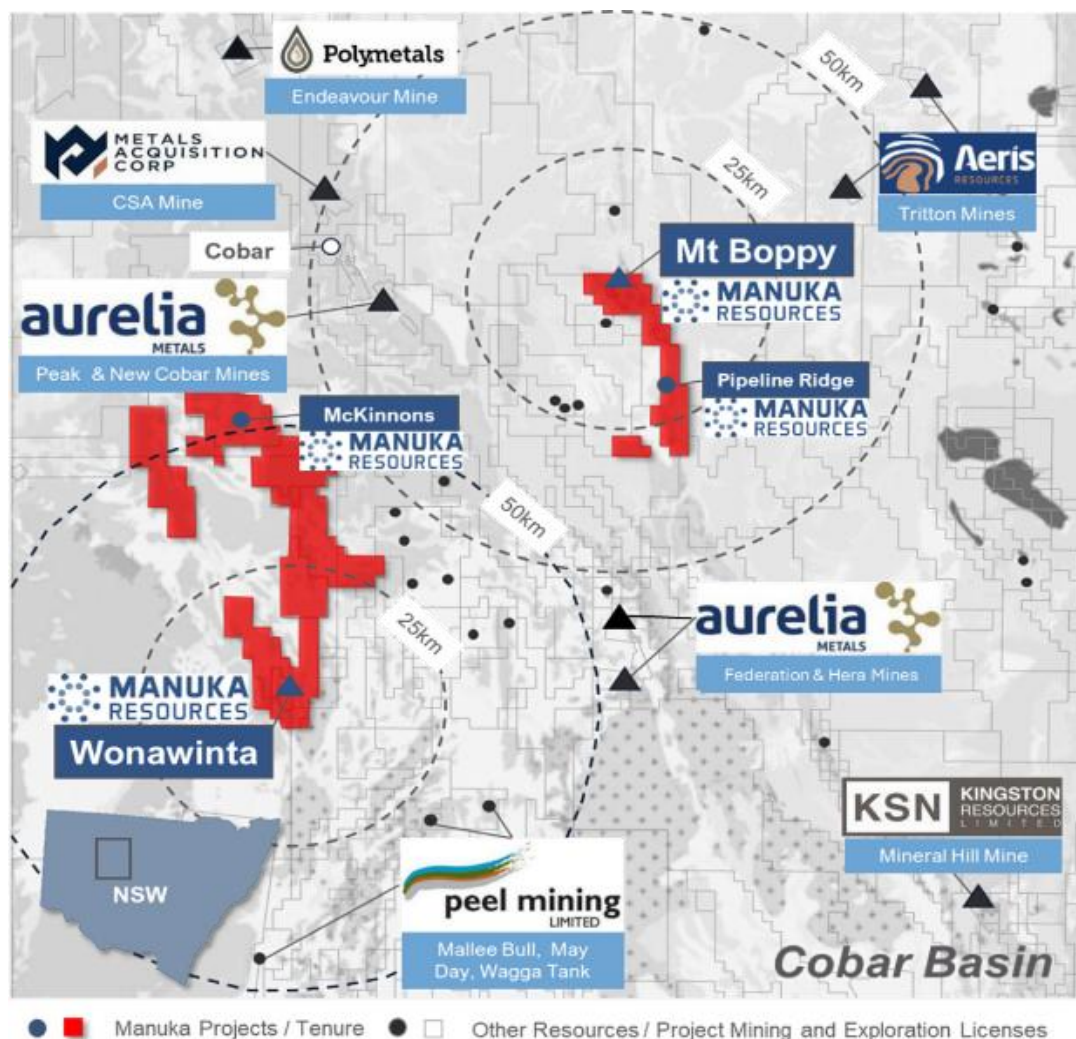 Polymetals
Endeavour Mine
50km
METALS
ACQUISITION
CORP
CSA Mine
25km
Aeris
RESOURCES
Tritton Mines
Cobar
Mt Boppy
MANUKA
RESOURCES
aurelia
METALS
Peak & New Cobar Mines
Pipeline Ridge
MANUKA
RESOURCES
McKinnons
MANUKA
RESOURCES
50km
25km
aurelia
METALS
Federation & Hera Mines
MANUKA
RESOURCES
Wonawinta
KSN
KINGSTON
RESOURCES
LIMITED
Mineral Hill Mine
NSW
peel mining
LIMITED
Mallee Bull, May
Day, Wagga Tank
Cobar Basin
Manuka Projects / Tenure
Other Resources / Project Mining and Exploration Licenses